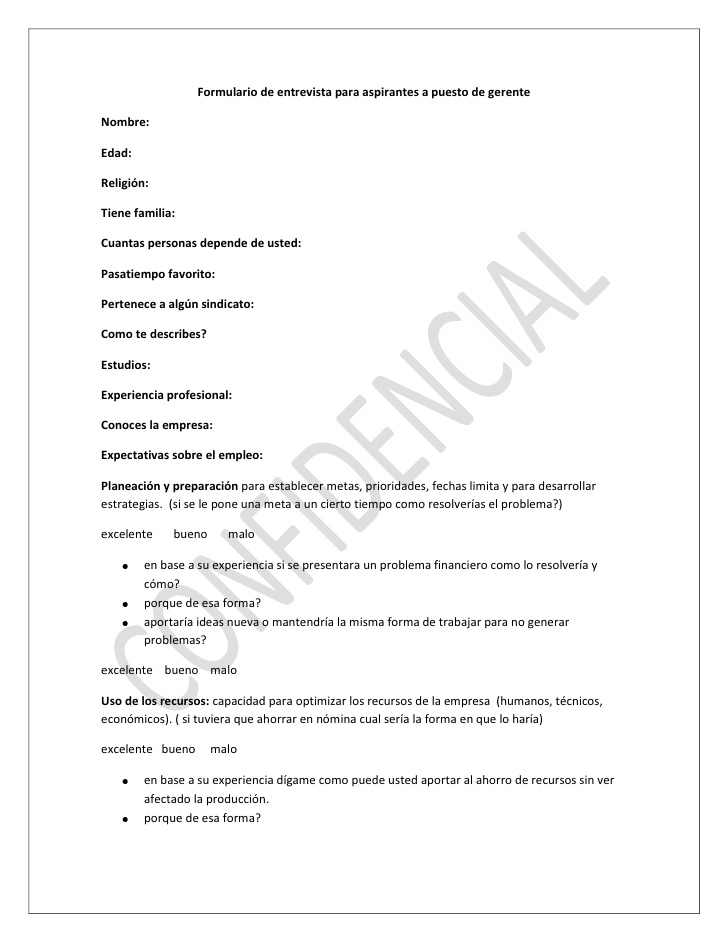 Formulario de entrevista para aspirantes a puesto de gerente
Nombre:
Edad:
Religión:
Tiene familia:
Cuantas personas depende de usted:
Pasatiempo favorito:
Pertenece a algún sindicato:
Como te describes?
Estudios:
Experiencia profesional:
Conoces la empresa:
Expectativas sobre el empleo:
Planeación y preparación para establecer metas, prioridades, fechas limita y para desarrollar
estrategias.  (si se le pone una meta a un cierto tiempo como resolverías el problema?)
excelente bueno malo
• en base a su experiencia si se presentara un problema financiero como lo resolvería y
cómo?
• porque de esa forma?
• aportaría ideas nueva o mantendría la misma forma de trabajar para no generar
problemas?
excelente bueno malo
Uso de los recursos: capacidad para optimizar los recursos de la empresa  (humanos, técnicos,
económicos). ( si tuviera que ahorrar en nómina cual sería la forma en que lo haría)
excelente bueno malo
• en base a su experiencia dígame como puede usted aportar al ahorro de recursos sin ver
afectado la producción.
• porque de esa forma?
CONFIDENCIAL